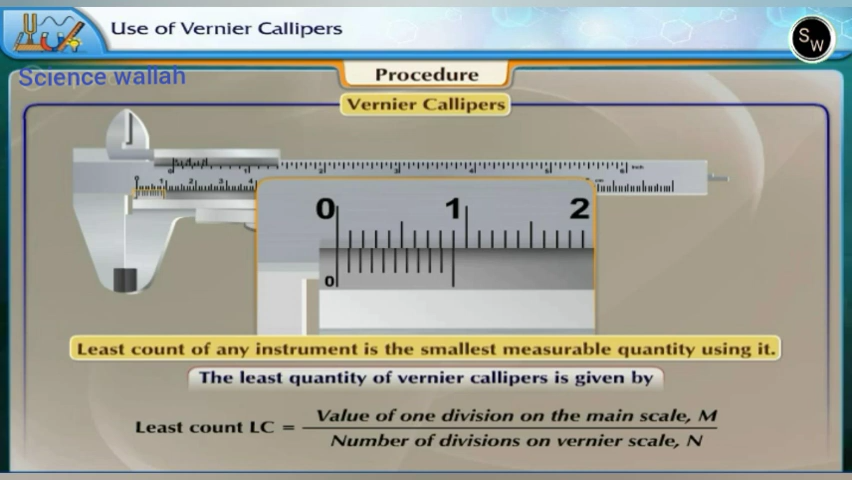 Use of Vernier Callipers
S
W
Science wallah
Procedure
Vernier Callipers
0 1 2
0
Least count of any instrument is the smallest measurable quantity using it.
The least quantity of vernier callipers is given by
Least count LC = Value of one division on the main scale, M
Number of divisions on vernier scale, N